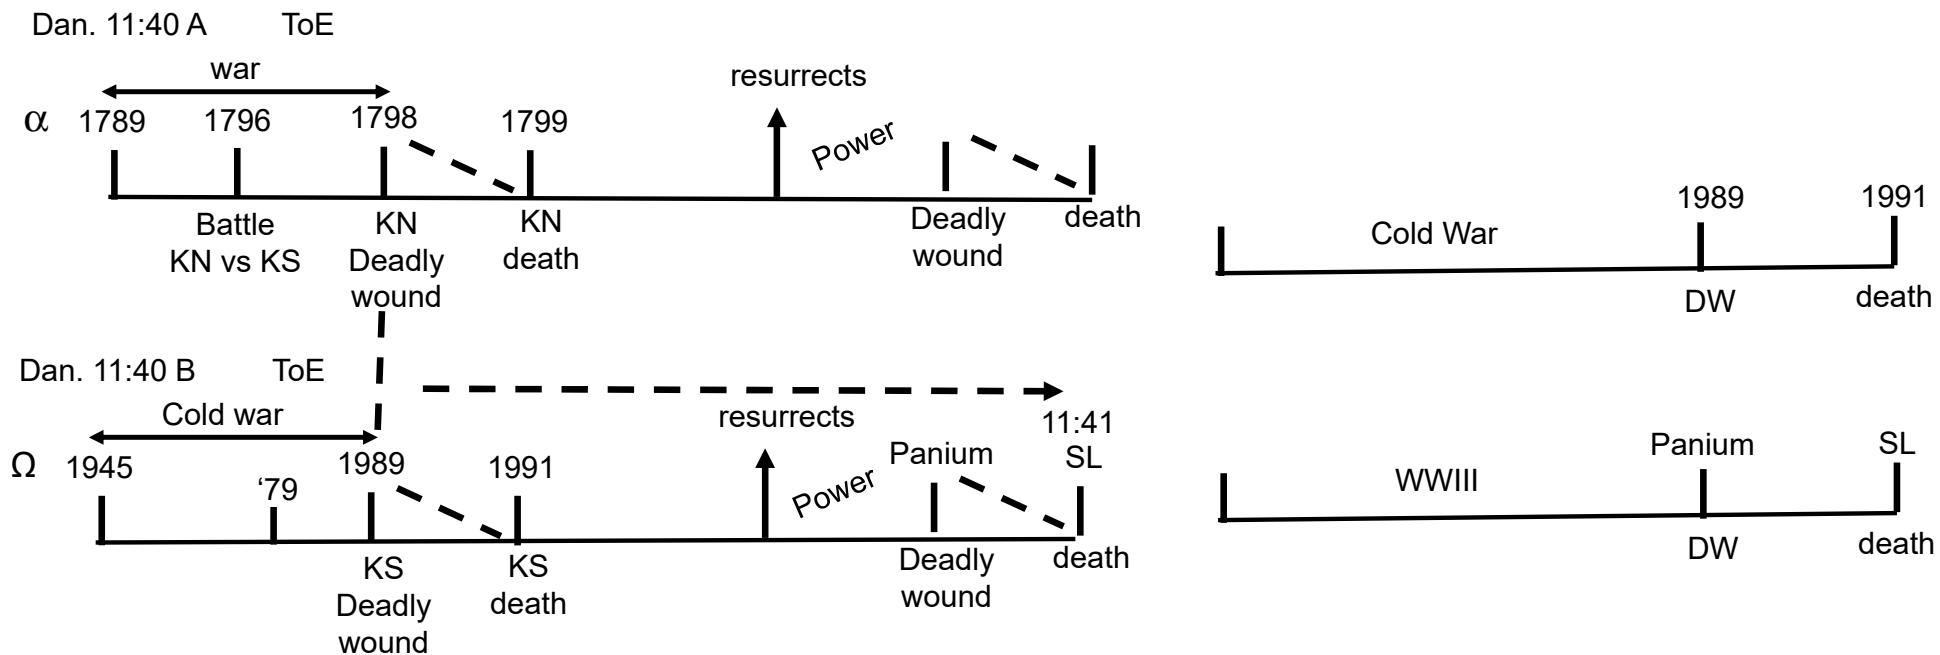 Dan. 11:40 A ToE
war
resurrects
α 1789 1796 1798 1799
Power
Battle
KN vs KS
KN
Deadly
wound
KN
death
Deadly
wound
death
1989 1991
Cold War
DW death
Dan. 11:40 B ToE
Cold war
resurrects
11:41
SL
Ω 1945 ‘79 1989 1991
Power
Panium
KS
Deadly
wound
KS
death
Deadly
wound
death
Panium SL
WWIII
DW death